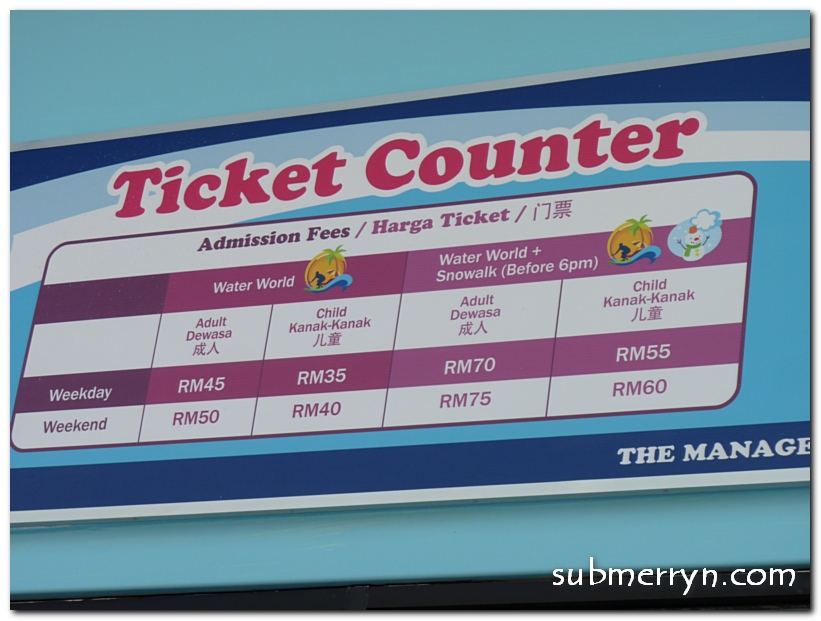 Ticket Counter
Admission Fees / Harga Ticket / 门票
Water World
Water World +
Snowalk (Before 6pm)
Adult
Dewasa
成人
Child
Kanak-Kanak
儿童
Adult
Dewasa
成人
Child
Kanak-Kanak
儿童
Weekday RM45 RM35 RM70 RM55
Weekend RM50 RM40 RM75 RM60
THE MANAGE
submerryn.com